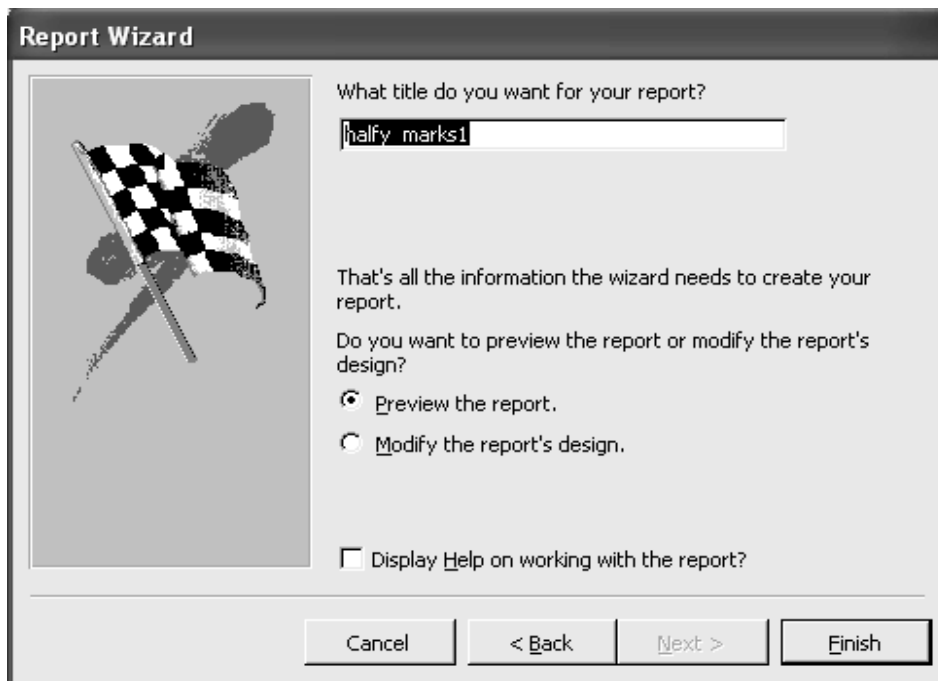 Report Wizard
What title do you want for your report?
halfy marks1
That's all the information the wizard needs to create your
report.
Do you want to preview the report or modify the report's
design?
Preview the report.
Modify the report's design.
Display Help on working with the report?
Cancel
< Back
Next >
Finish